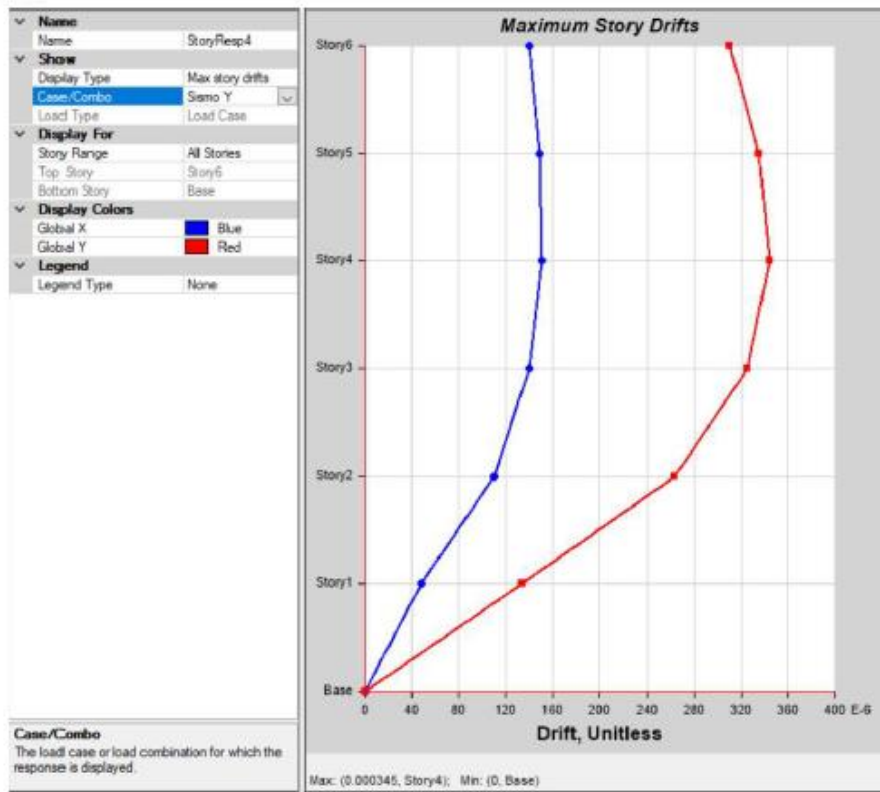 Name
Name StoryResp4
Show
Display Type Max story drifts
Case/Combo Sismo Y
Load Type Load Case
Display For
Story Range All Stories
Top Story Story6
Bottom Story Base
Display Colors
Global X Blue
Global Y Red
Legend
Legend Type None
Case/Combo
The load case or load combination for which the
response is displayed.
Maximum Story Drifts
Story6
Story5
Story4
Story3
Story2
Story1
Base
0 40 80 120 160 200 240 280 320 360 400 E-6
Drift, Unitless
Max: (0.000345, Story4); Min: (0, Base)